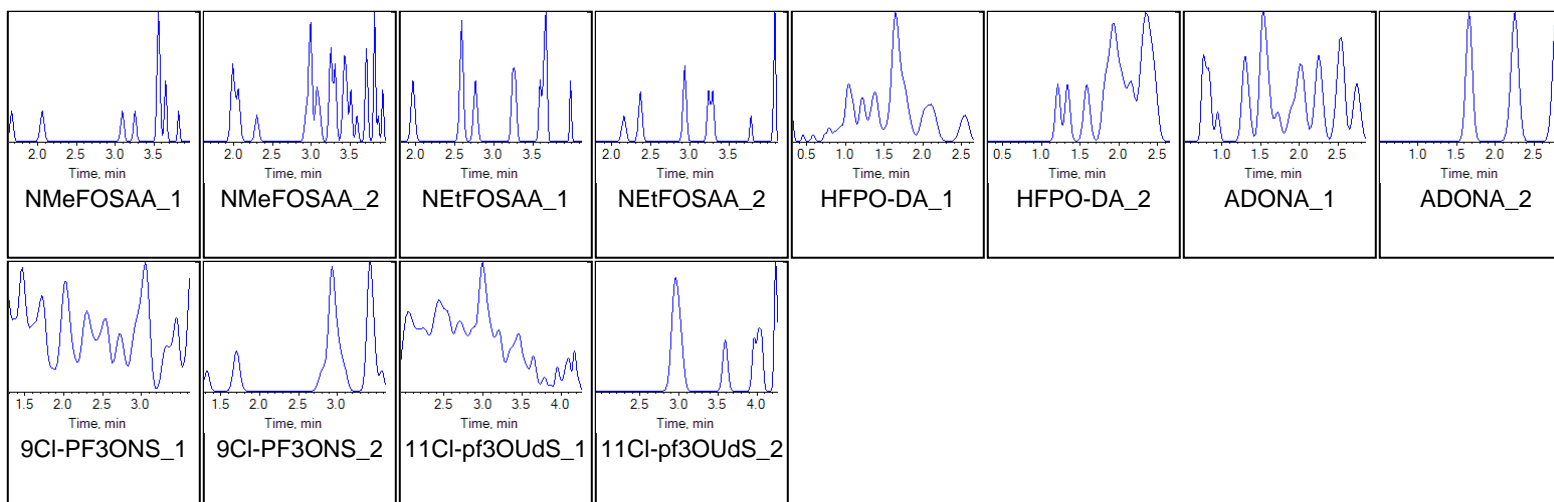 2.0 2.5 3.0 3.5
Time, min
NMeFOSAA_1
2.0 2.5 3.0 3.5
Time, min
NMeFOSAA_2
2.0 2.5 3.0 3.5 4.0
Time, min
NEtFOSAA_1
2.0 2.5 3.0 3.5 4.0
Time, min
NEtFOSAA_2
0.5 1.0 1.5 2.0 2.5
Time, min
HFPO-DA_1
0.5 1.0 1.5 2.0 2.5
Time, min
HFPO-DA_2
1.0 1.5 2.0 2.5
Time, min
ADONA_1
1.0 1.5 2.0 2.5
Time, min
ADONA_2
1.5 2.0 2.5 3.0
Time, min
9Cl-PF3ONS_1
1.5 2.0 2.5 3.0
Time, min
9Cl-PF3ONS_2
2.5 3.0 3.5 4.0
Time, min
11Cl-pf3OUdS_1
2.5 3.0 3.5 4.0
Time, min
11Cl-pf3OUdS_2